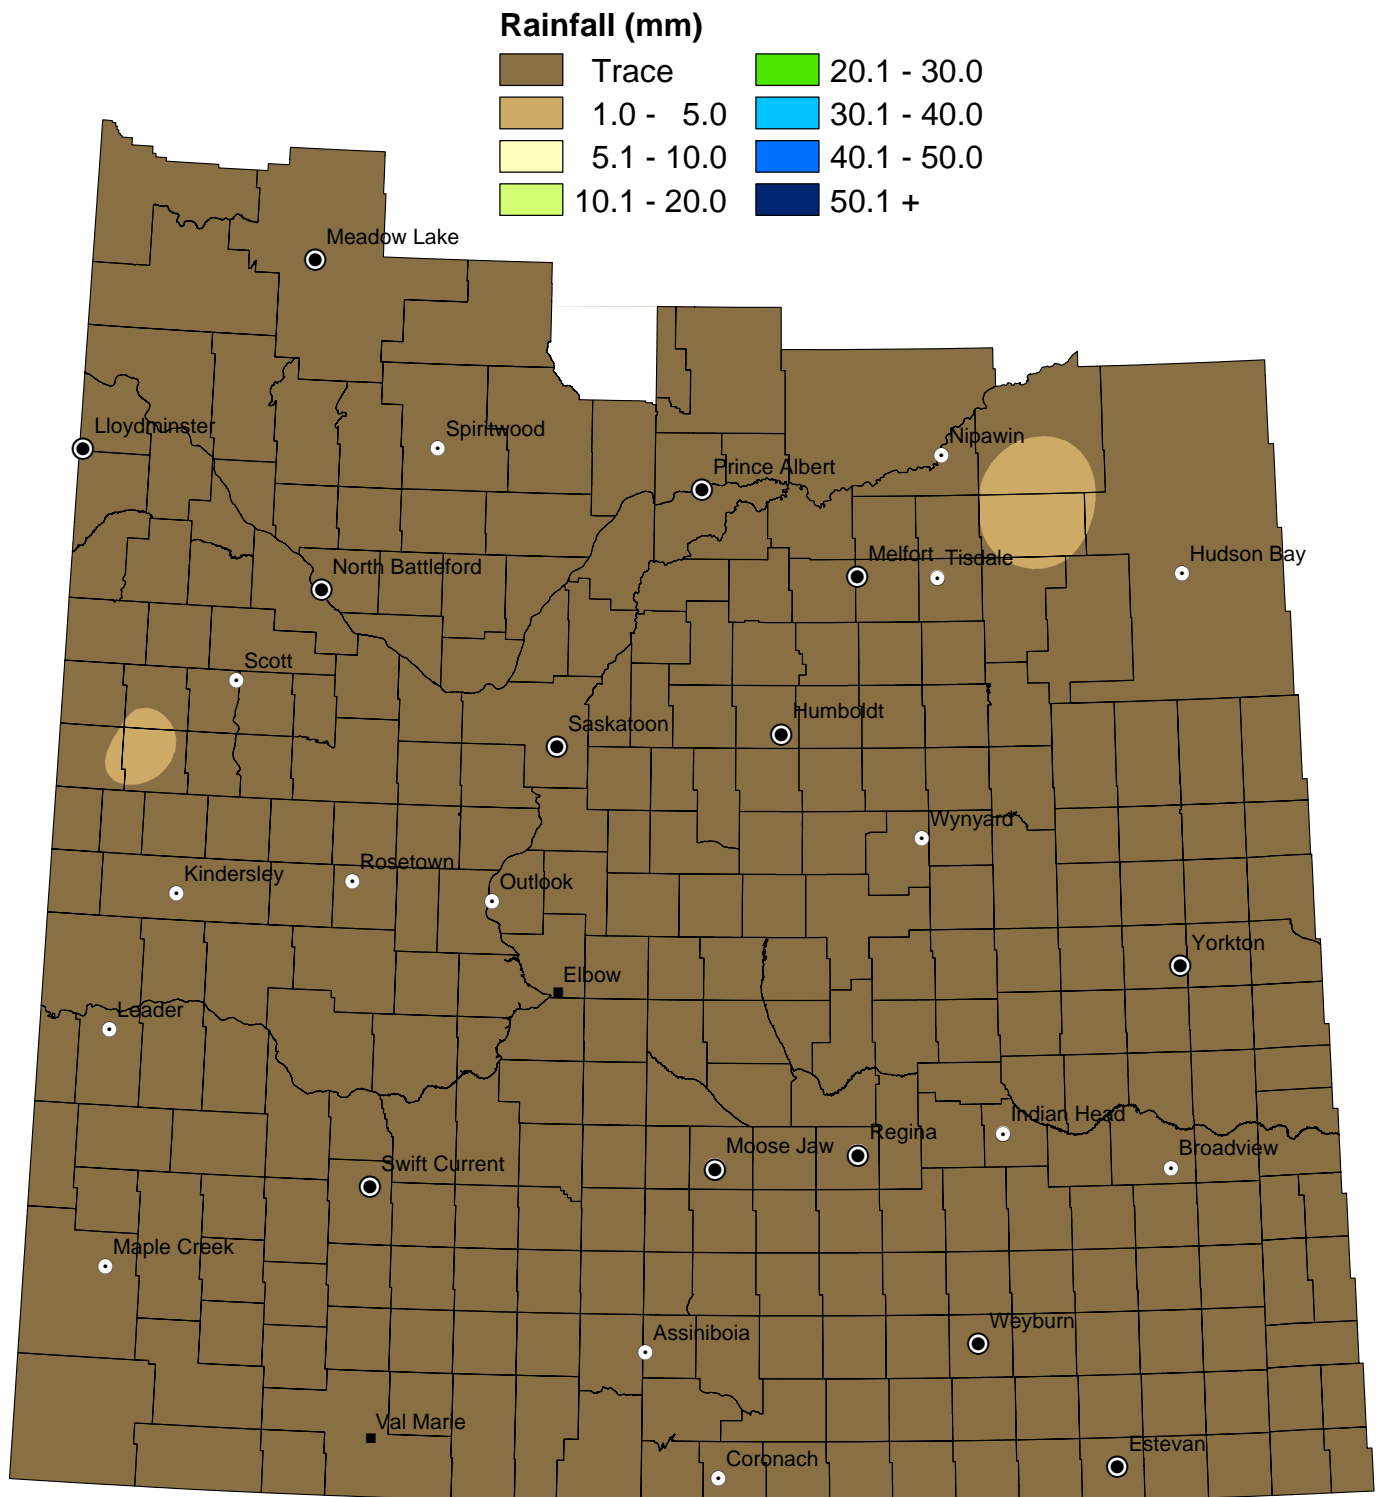 Rainfall (mm)
Trace
1.0 - 5.0
5.1 - 10.0
10.1 - 20.0
20.1 - 30.0
30.1 - 40.0
40.1 - 50.0
50.1 +
Meadow Lake
Lloydminster
Spiritwood
Nipawin
Prince Albert
North Battleford
Melfort
Tisdale
Hudson Bay
Scott
Saskatoon
Humboldt
Wynyard
Kindersley
Rosetown
Outlook
Yorkton
Elbow
Leader
Indian Head
Regina
Moose Jaw
Broadview
Swift Current
Maple Creek
Weyburn
Assiniboia
Val Marie
Estevan
Coronach